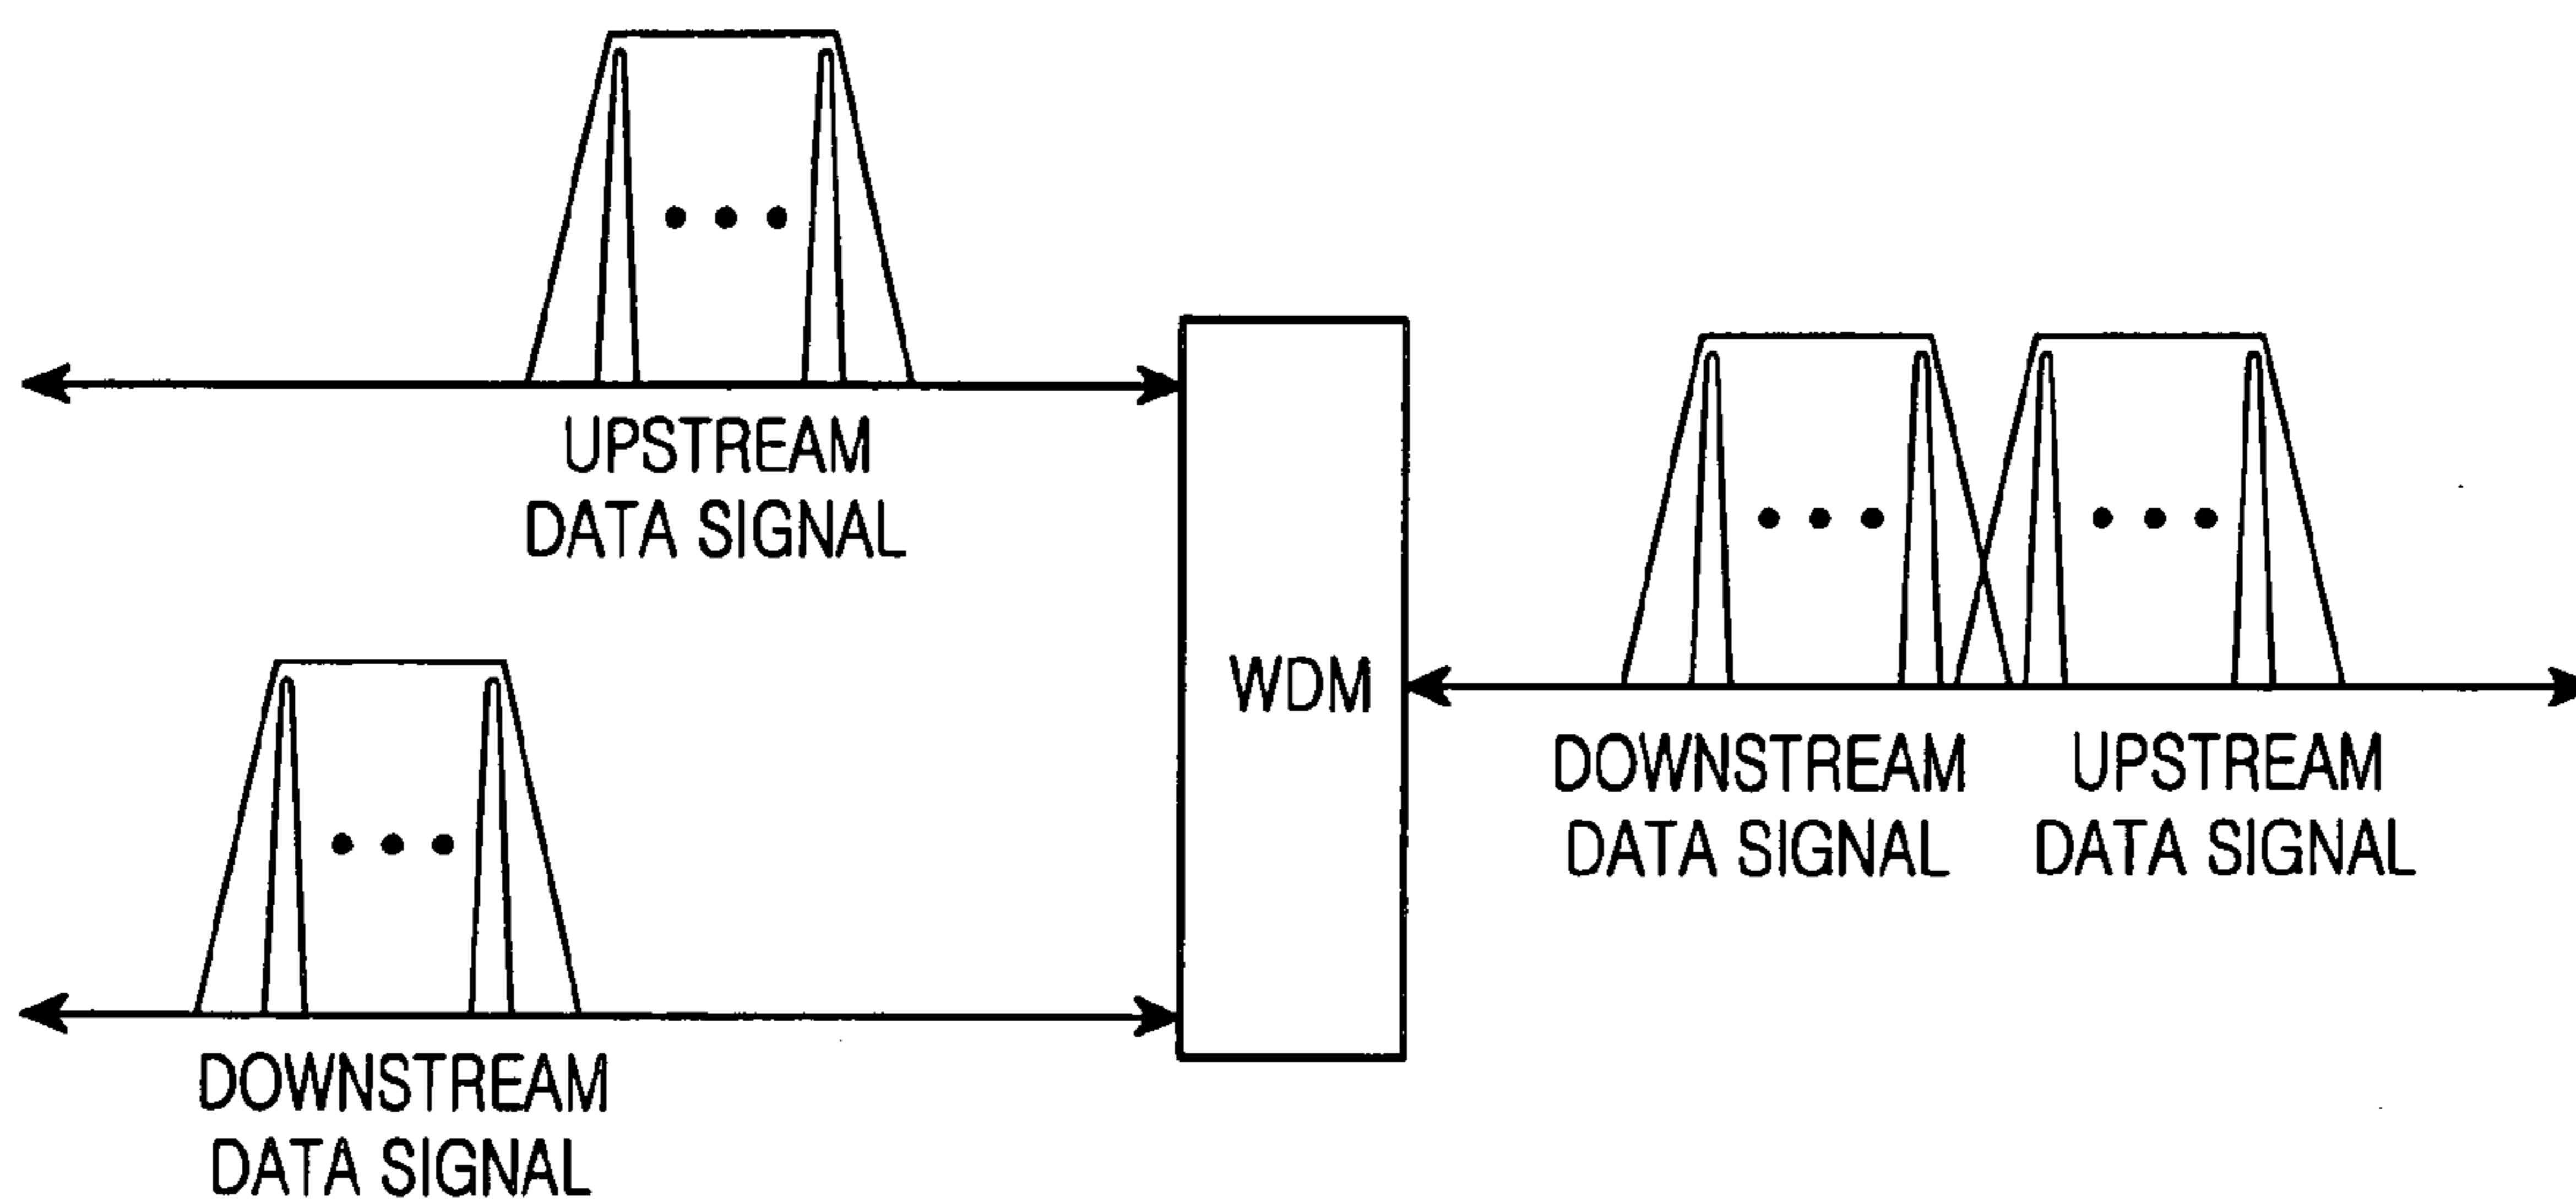 UPSTREAM
DATA SIGNAL
WDM
DOWNSTREAM
DATA SIGNAL
UPSTREAM
DATA SIGNAL
DOWNSTREAM
DATA SIGNAL